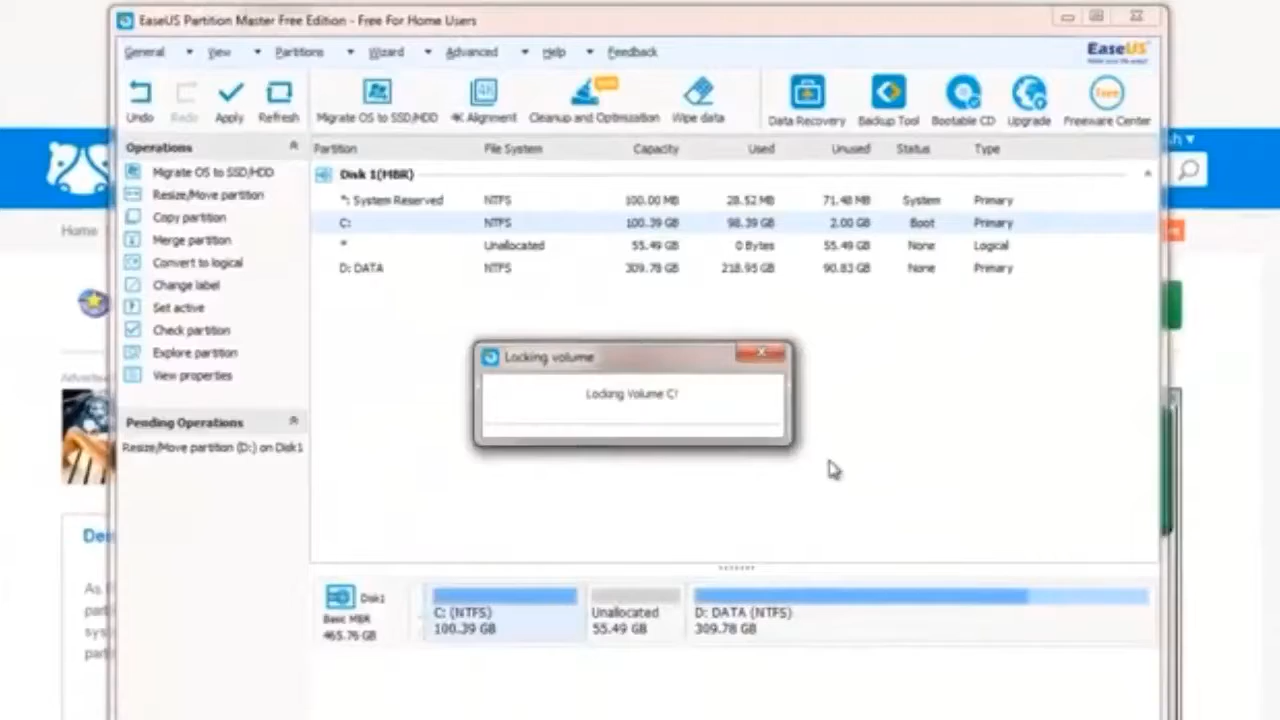 EaseUS Partition Master Free Edition - Free For Home Users
General View Partitions Wizard Advanced Help Feedback
EaseUS
Undo Redo Apply Refresh Migrate OS to SSD/HDD 4K Alignment Cleanup and Optimization Wipe data Data Recovery Backup Tool Bootable CD Upgrade Free Freeware Center
Operations
Migrate OS to SSD/HDD
Resize/Move partition
Copy partition
Merge partition
Convert to logical
Change label
Set active
Check partition
Explore partition
View properties
Pending Operations
Resize/Move partition (D:) on Disk1
Partition File System Capacity Used Unused Status Type
Disk 1(MBR)
*: System Reserved NTFS 100.00 MB 28.52 MB 71.48 MB System Primary
C: NTFS 100.39 GB 98.39 GB 2.00 GB Boot Primary
* Unallocated 55.49 GB 0 Bytes 55.49 GB None Logical
D: DATA NTFS 309.78 GB 218.95 GB 90.83 GB None Primary
Locking volume
Locking Volume C!
Disk1
Basic MBR
465.76 GB
C: (NTFS)
100.39 GB
Unallocated
55.49 GB
D: DATA (NTFS)
309.78 GB
Home
As